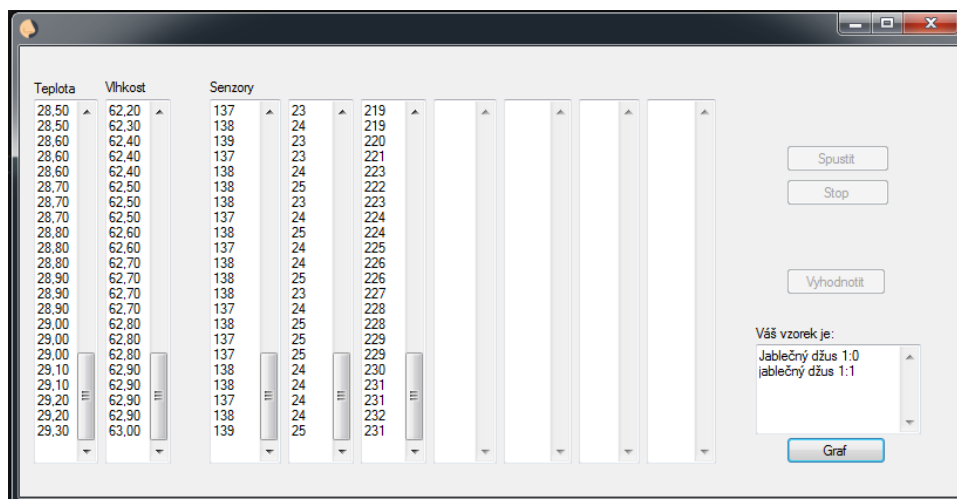 Teplota Vlhkost Senzory
28,50 62,20 137 23 219
28,50 62,30 138 24 219
28,60 62,40 139 23 220
28,60 62,40 137 23 221
28,60 62,40 138 24 223
28,70 62,50 138 25 222
28,70 62,50 138 23 223
28,70 62,50 137 24 224
28,80 62,60 138 25 224
28,80 62,60 137 24 225
28,80 62,70 138 24 226
28,90 62,70 138 25 226
28,90 62,70 138 23 227
28,90 62,70 137 24 228
29,00 62,80 138 25 228
29,00 62,80 137 25 229
29,00 62,80 137 25 229
29,10 62,90 138 24 230
29,10 62,90 138 24 231
29,20 62,90 137 24 231
29,20 62,90 138 24 232
29,30 63,00 139 25 231
Spustit
Stop
Vyhodnotit
Váš vzorek je:
Jablečný džus 1:0
jablečný džus 1:1
Graf